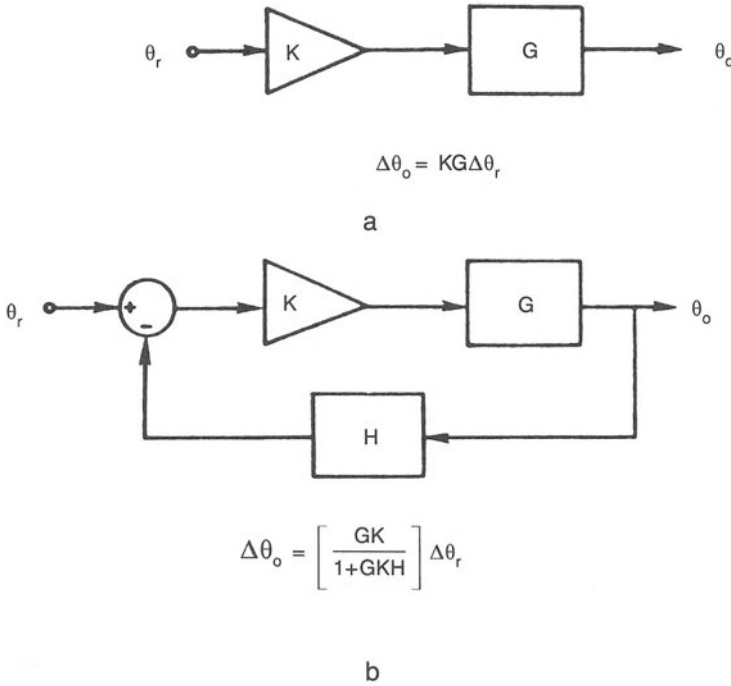 θr K G θo
Δθo = KGΔθr
a
θr + - K G θo
H
Δθo = [ GK / 1+GKH ] Δθr
b